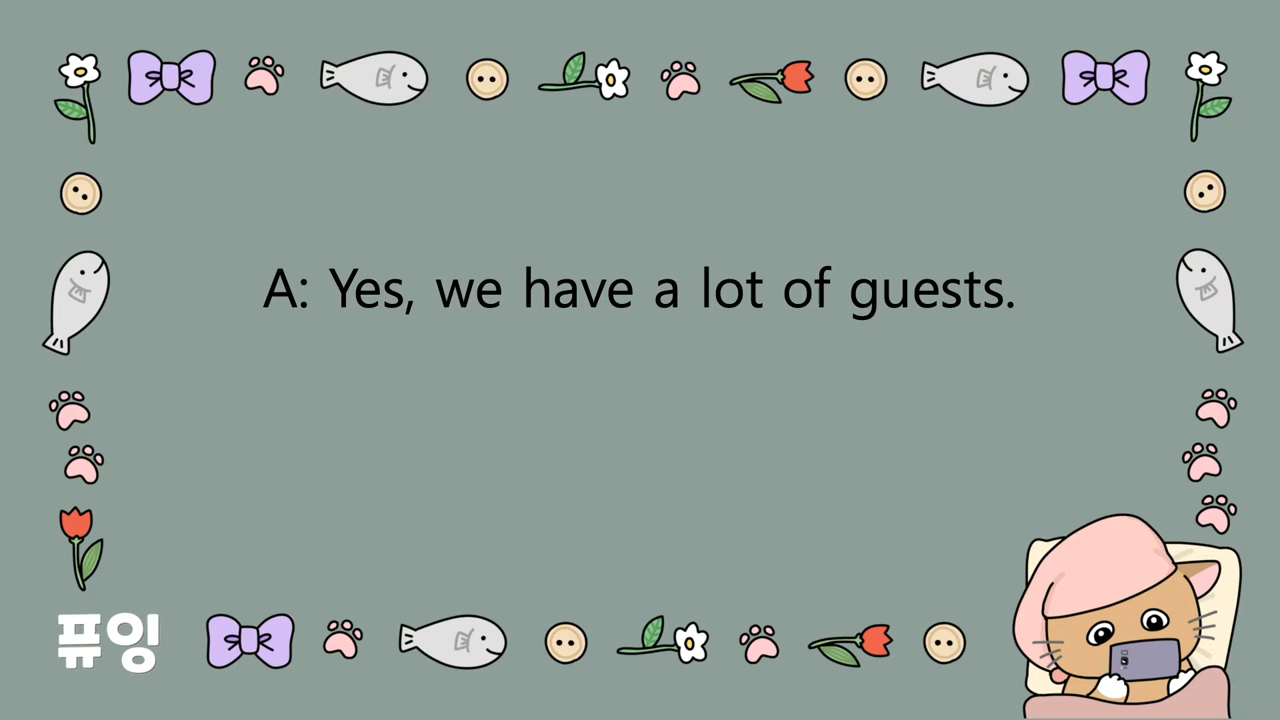 A: Yes, we have a lot of guests.
퓨잉